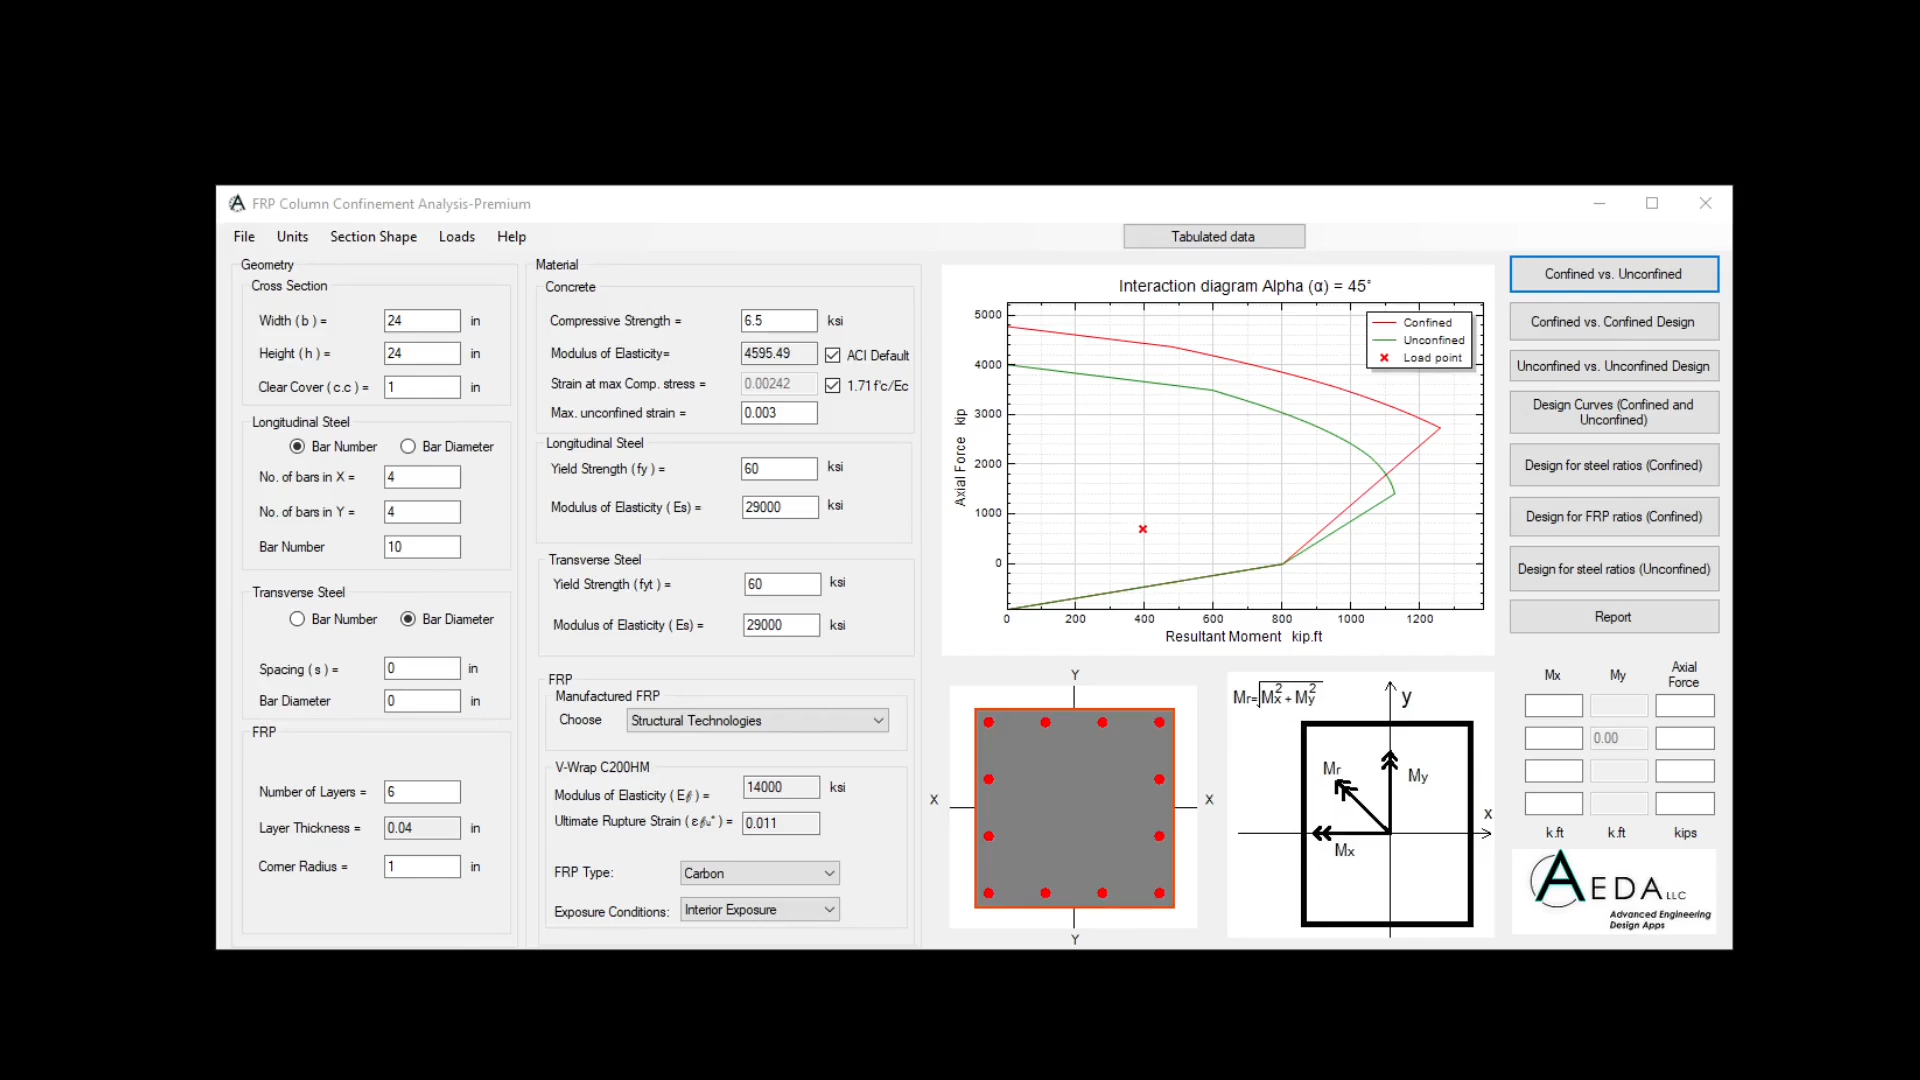 FRP Column Confinement Analysis-Premium
File Units Section Shape Loads Help
Tabulated data
Geometry
Cross Section
Width ( b ) = 24 in
Height ( h ) = 24 in
Clear Cover ( c.c ) = 1 in
Longitudinal Steel
Bar Number Bar Diameter
No. of bars in X = 4
No. of bars in Y = 4
Bar Number 10
Transverse Steel
Bar Number Bar Diameter
Spacing ( s ) = 0 in
Bar Diameter 0 in
FRP
Number of Layers = 6
Layer Thickness = 0.04 in
Corner Radius = 1 in
Material
Concrete
Compressive Strength = 6.5 ksi
Modulus of Elasticity= 4595.49 ACI Default
Strain at max Comp. stress = 0.00242 1.71 f'c/Ec
Max. unconfined strain = 0.003
Longitudinal Steel
Yield Strength ( fy ) = 60 ksi
Modulus of Elasticity ( Es) = 29000 ksi
Transverse Steel
Yield Strength ( fyt ) = 60 ksi
Modulus of Elasticity ( Es) = 29000 ksi
FRP
Manufactured FRP
Choose Structural Technologies
V-Wrap C200HM
Modulus of Elasticity ( Ef ) = 14000 ksi
Ultimate Rupture Strain ( εfu* ) = 0.011
FRP Type: Carbon
Exposure Conditions: Interior Exposure
Interaction diagram Alpha (α) = 45°
Confined
Unconfined
Load point
Axial Force kip
5000
4000
3000
2000
1000
0
0 200 400 600 800 1000 1200
Resultant Moment kip.ft
Y
X X
Y
Mr=√Mx² + My²
y
Mr
My
x
Mx
Confined vs. Unconfined
Confined vs. Confined Design
Unconfined vs. Unconfined Design
Design Curves (Confined and
Unconfined)
Design for steel ratios (Confined)
Design for FRP ratios (Confined)
Design for steel ratios (Unconfined)
Report
Mx My Axial
Force
0.00
k.ft k.ft kips
AEDA LLC
Advanced Engineering
Design Apps